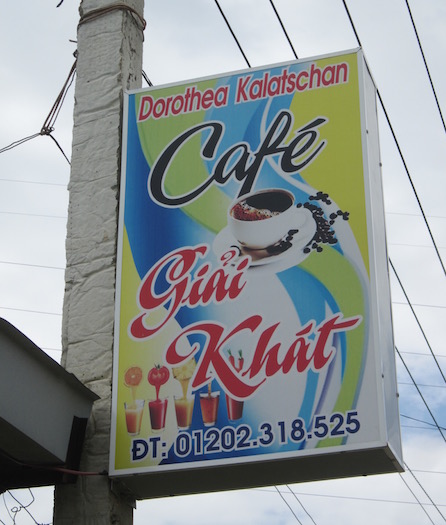 Dorothea Kalatschan
Café
Giải
Khát
ĐT: 01202.318.525